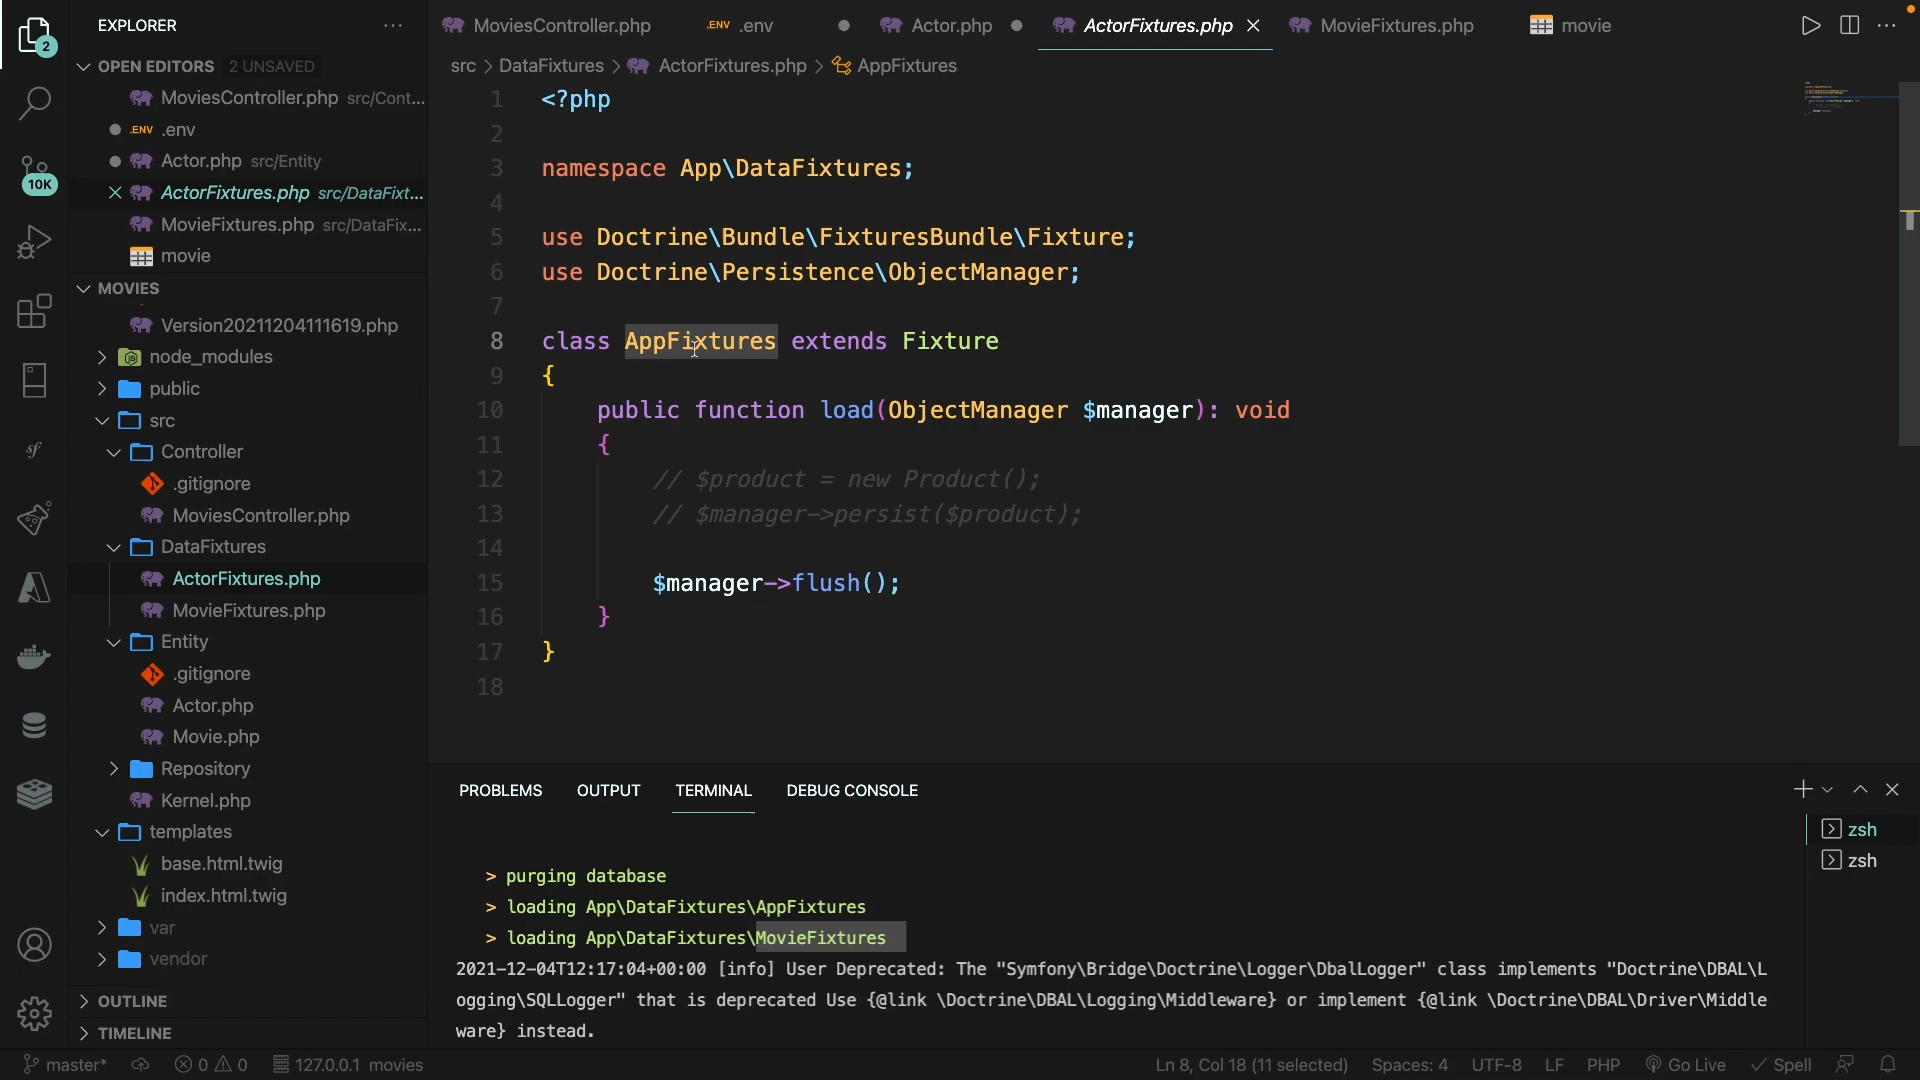 EXPLORER
OPEN EDITORS 2 UNSAVED
MoviesController.php src/Cont...
.ENV .env
Actor.php src/Entity
ActorFixtures.php src/DataFixt...
MovieFixtures.php src/DataFix...
movie
MOVIES
Version20211204111619.php
node_modules
public
src
Controller
.gitignore
MoviesController.php
DataFixtures
ActorFixtures.php
MovieFixtures.php
Entity
.gitignore
Actor.php
Movie.php
Repository
Kernel.php
templates
base.html.twig
index.html.twig
var
vendor
OUTLINE
TIMELINE
2
10K
MoviesController.php .ENV .env Actor.php ActorFixtures.php MovieFixtures.php movie
src > DataFixtures > ActorFixtures.php > AppFixtures
1 <?php
2
3 namespace App\DataFixtures;
4
5 use Doctrine\Bundle\FixturesBundle\Fixture;
6 use Doctrine\Persistence\ObjectManager;
7
8 class AppFixtures extends Fixture
9 {
10 public function load(ObjectManager $manager): void
11 {
12 // $product = new Product();
13 // $manager->persist($product);
14
15 $manager->flush();
16 }
17 }
18
PROBLEMS OUTPUT TERMINAL DEBUG CONSOLE
zsh
zsh
> purging database
> loading App\DataFixtures\AppFixtures
> loading App\DataFixtures\MovieFixtures
2021-12-04T12:17:04+00:00 [info] User Deprecated: The "Symfony\Bridge\Doctrine\Logger\DbalLogger" class implements "Doctrine\DBAL\L
ogging\SQLLogger" that is deprecated Use {@link \Doctrine\DBAL\Logging\Middleware} or implement {@link \Doctrine\DBAL\Driver\Middle
ware} instead.
master* 0 0 127.0.0.1 movies Ln 8, Col 18 (11 selected) Spaces: 4 UTF-8 LF PHP Go Live Spell